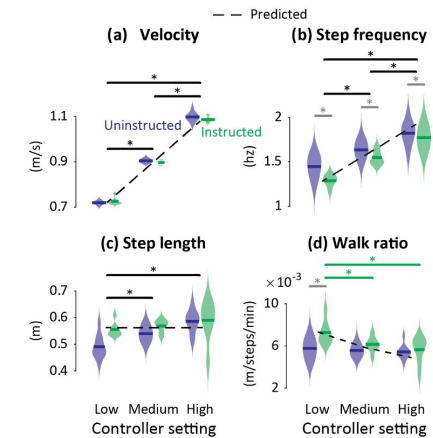 Predicted
(a) Velocity
(b) Step frequency
*
*
*
*
*
*
*
*
*
1.1
0.9
0.7
(m/s)
Uninstructed
Instructed
2
1.5
1
(hz)
(c) Step length
(d) Walk ratio
*
*
*
*
*
0.7
0.6
0.5
0.4
(m)
× 10⁻³
10
6
2
(m/steps/min)
Low Medium High
Controller setting
Low Medium High
Controller setting